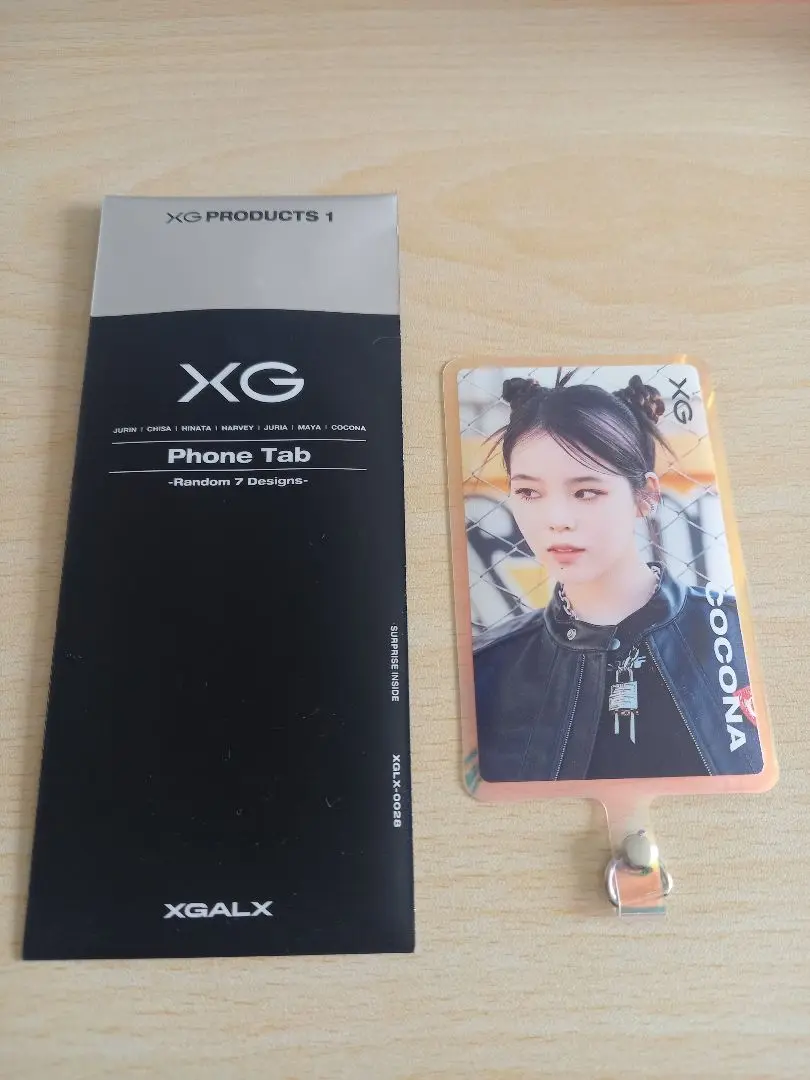 XG PRODUCTS 1
XG
JURIN | CHISA | HINATA | HARVEY | JURIA | MAYA | COCONA
Phone Tab
-Random 7 Designs-
SURPRISE INSIDE
XGLX-0028
XGALX
XG
COCONA